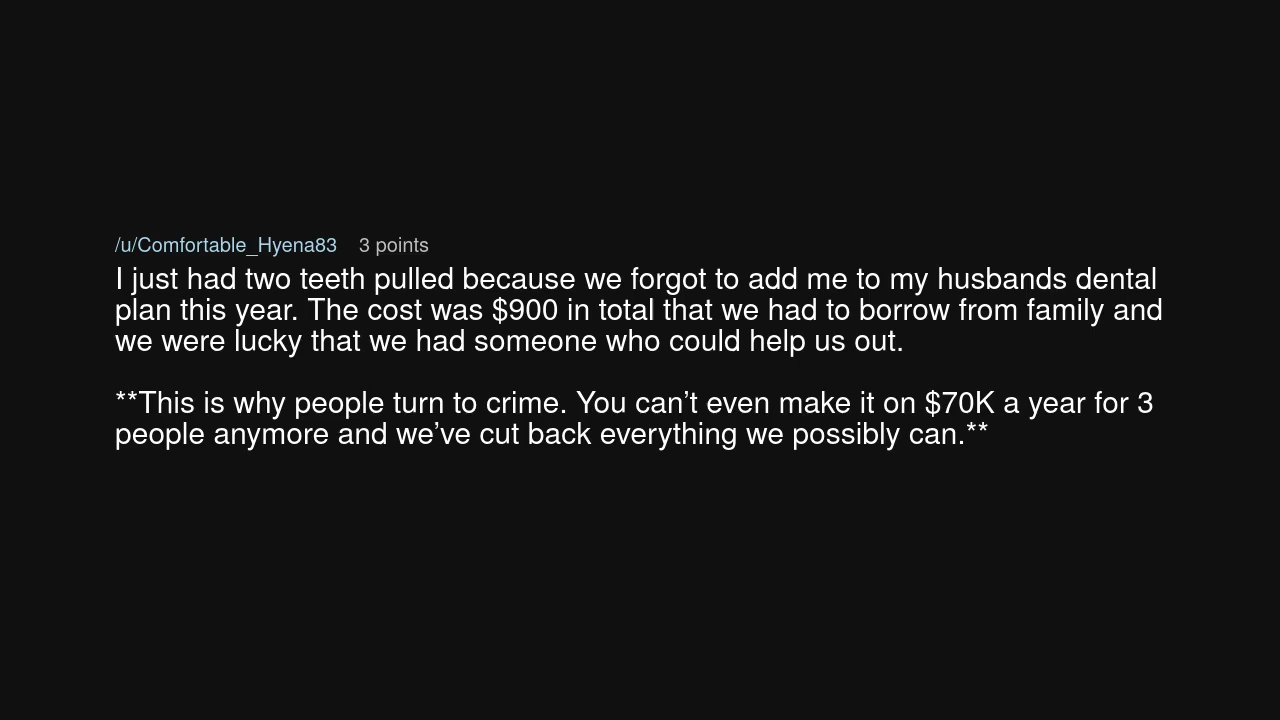 /u/Comfortable_Hyena83 3 points
I just had two teeth pulled because we forgot to add me to my husbands dental
plan this year. The cost was $900 in total that we had to borrow from family and
we were lucky that we had someone who could help us out.
**This is why people turn to crime. You can’t even make it on $70K a year for 3
people anymore and we’ve cut back everything we possibly can.**